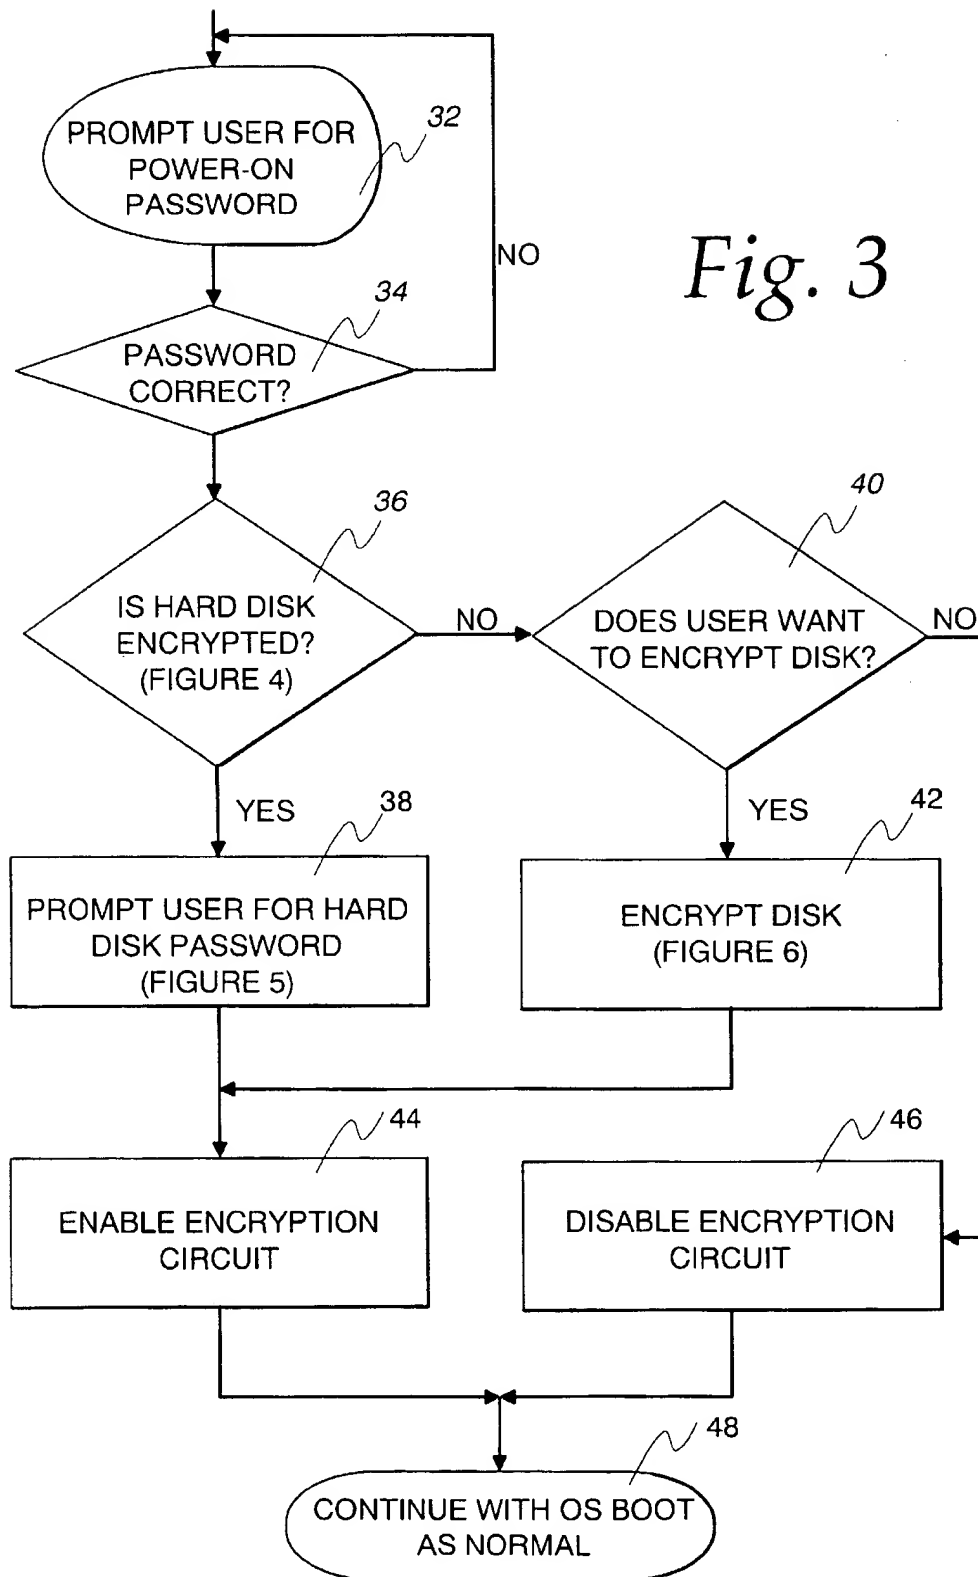 PROMPT USER FOR
POWER-ON
PASSWORD
32
NO
Fig. 3
34
PASSWORD
CORRECT?
36
IS HARD DISK
ENCRYPTED?
(FIGURE 4)
NO
40
DOES USER WANT
TO ENCRYPT DISK?
NO
YES
38
PROMPT USER FOR HARD
DISK PASSWORD
(FIGURE 5)
YES
42
ENCRYPT DISK
(FIGURE 6)
44
ENABLE ENCRYPTION
CIRCUIT
46
DISABLE ENCRYPTION
CIRCUIT
48
CONTINUE WITH OS BOOT
AS NORMAL